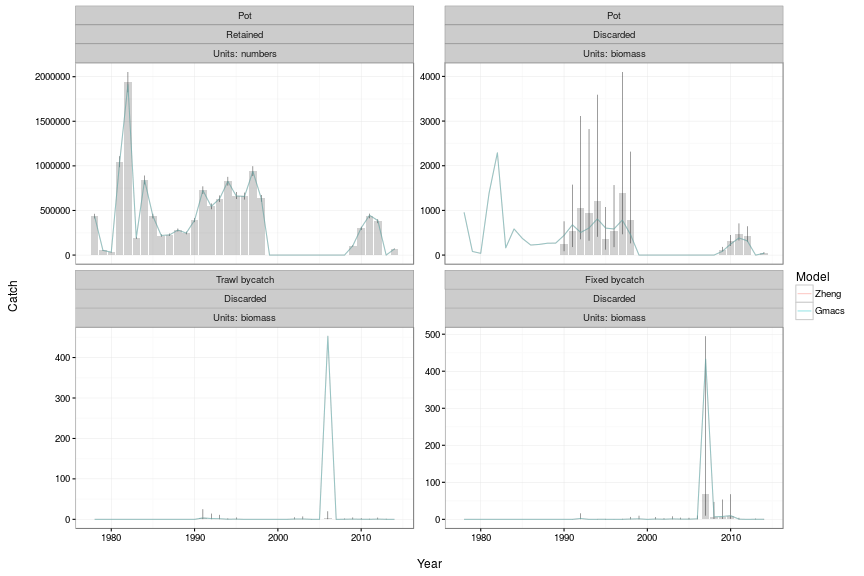 Pot
Retained
Units: numbers
Pot
Discarded
Units: biomass
2000000
1500000
1000000
500000
0
4000
3000
2000
1000
0
Trawl bycatch
Discarded
Units: biomass
Fixed bycatch
Discarded
Units: biomass
400
300
200
100
0
500
400
300
200
100
0
1980 1990 2000 2010
1980 1990 2000 2010
Catch
Year
Model
Zheng
Gmacs